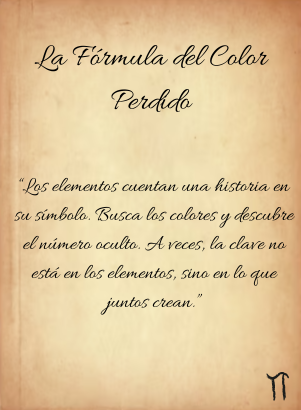 La Fórmula del Color
Perdido
“Los elementos cuentan una historia en
su símbolo. Busca los colores y descubre
el número oculto. A veces, la clave no
está en los elementos, sino en lo que
juntos crean.”